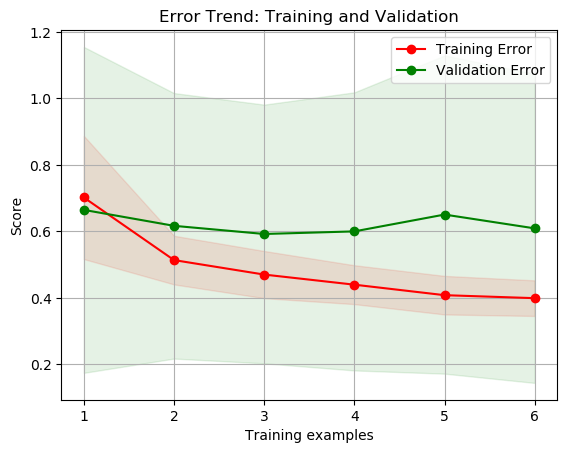 Error Trend: Training and Validation
Training Error
Validation Error
1.2
1.0
0.8
0.6
0.4
0.2
Score
1 2 3 4 5 6
Training examples